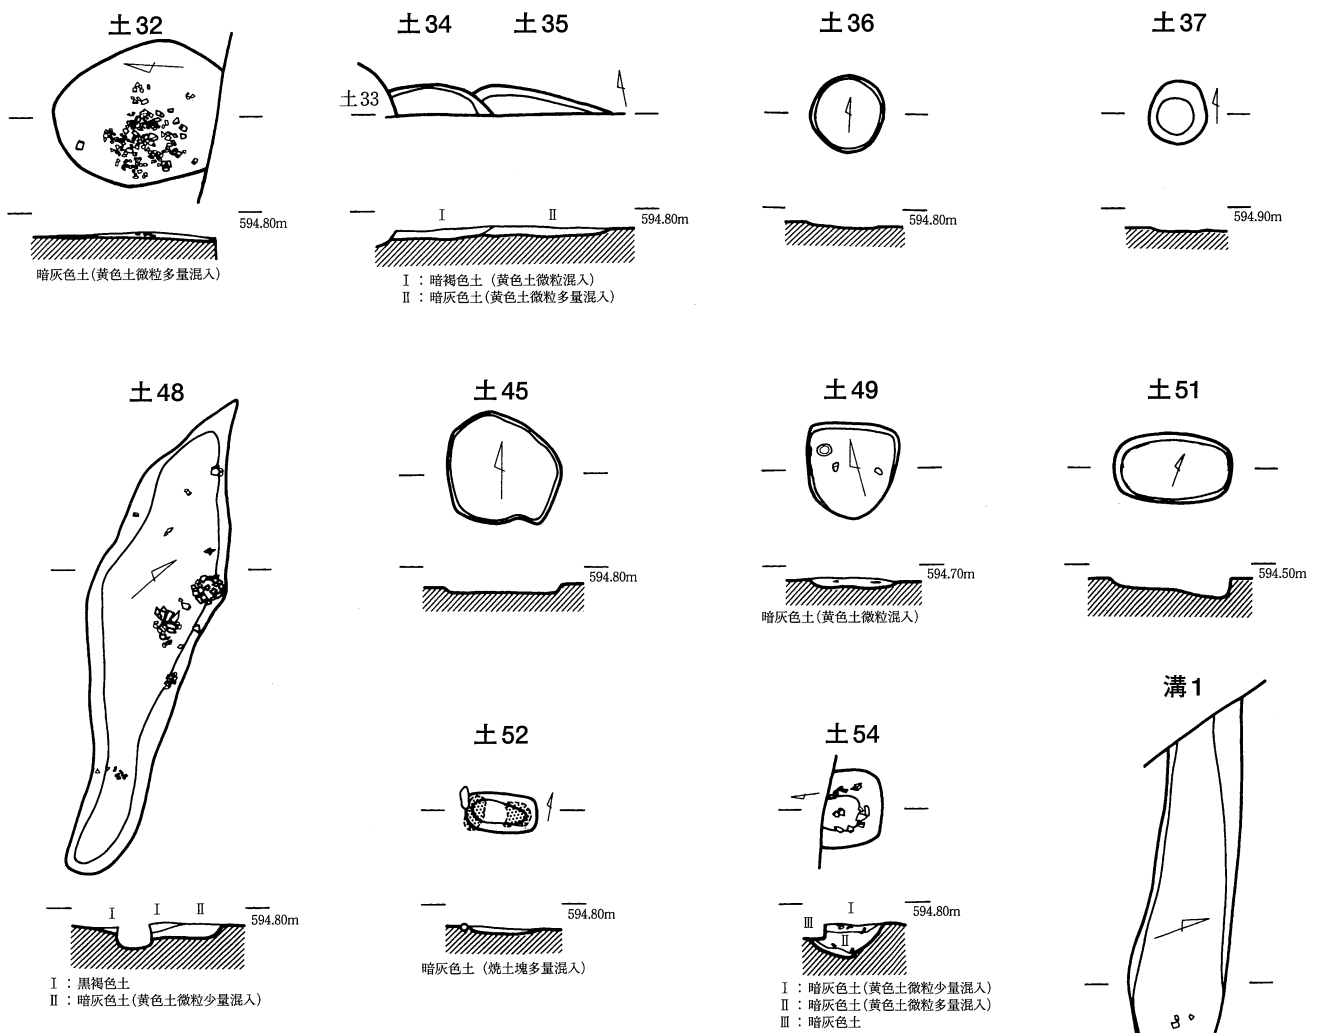 土32
土34
土35
土36
土37
土33
594.80m
Ⅰ
Ⅱ
594.80m
594.80m
594.90m
暗灰色土(黄色土微粒多量混入)
Ⅰ：暗褐色土（黄色土微粒混入）
Ⅱ：暗灰色土(黄色土微粒多量混入)
土48
土45
土49
土51
594.80m
594.70m
594.50m
暗灰色土(黄色土微粒混入)
溝1
土52
土54
Ⅰ
Ⅰ
Ⅱ
594.80m
594.80m
Ⅰ
Ⅲ
Ⅱ
594.80m
Ⅰ：黒褐色土
Ⅱ：暗灰色土(黄色土微粒少量混入)
暗灰色土（焼土塊多量混入）
Ⅰ：暗灰色土(黄色土微粒少量混入)
Ⅱ：暗灰色土(黄色土微粒多量混入)
Ⅲ：暗灰色土